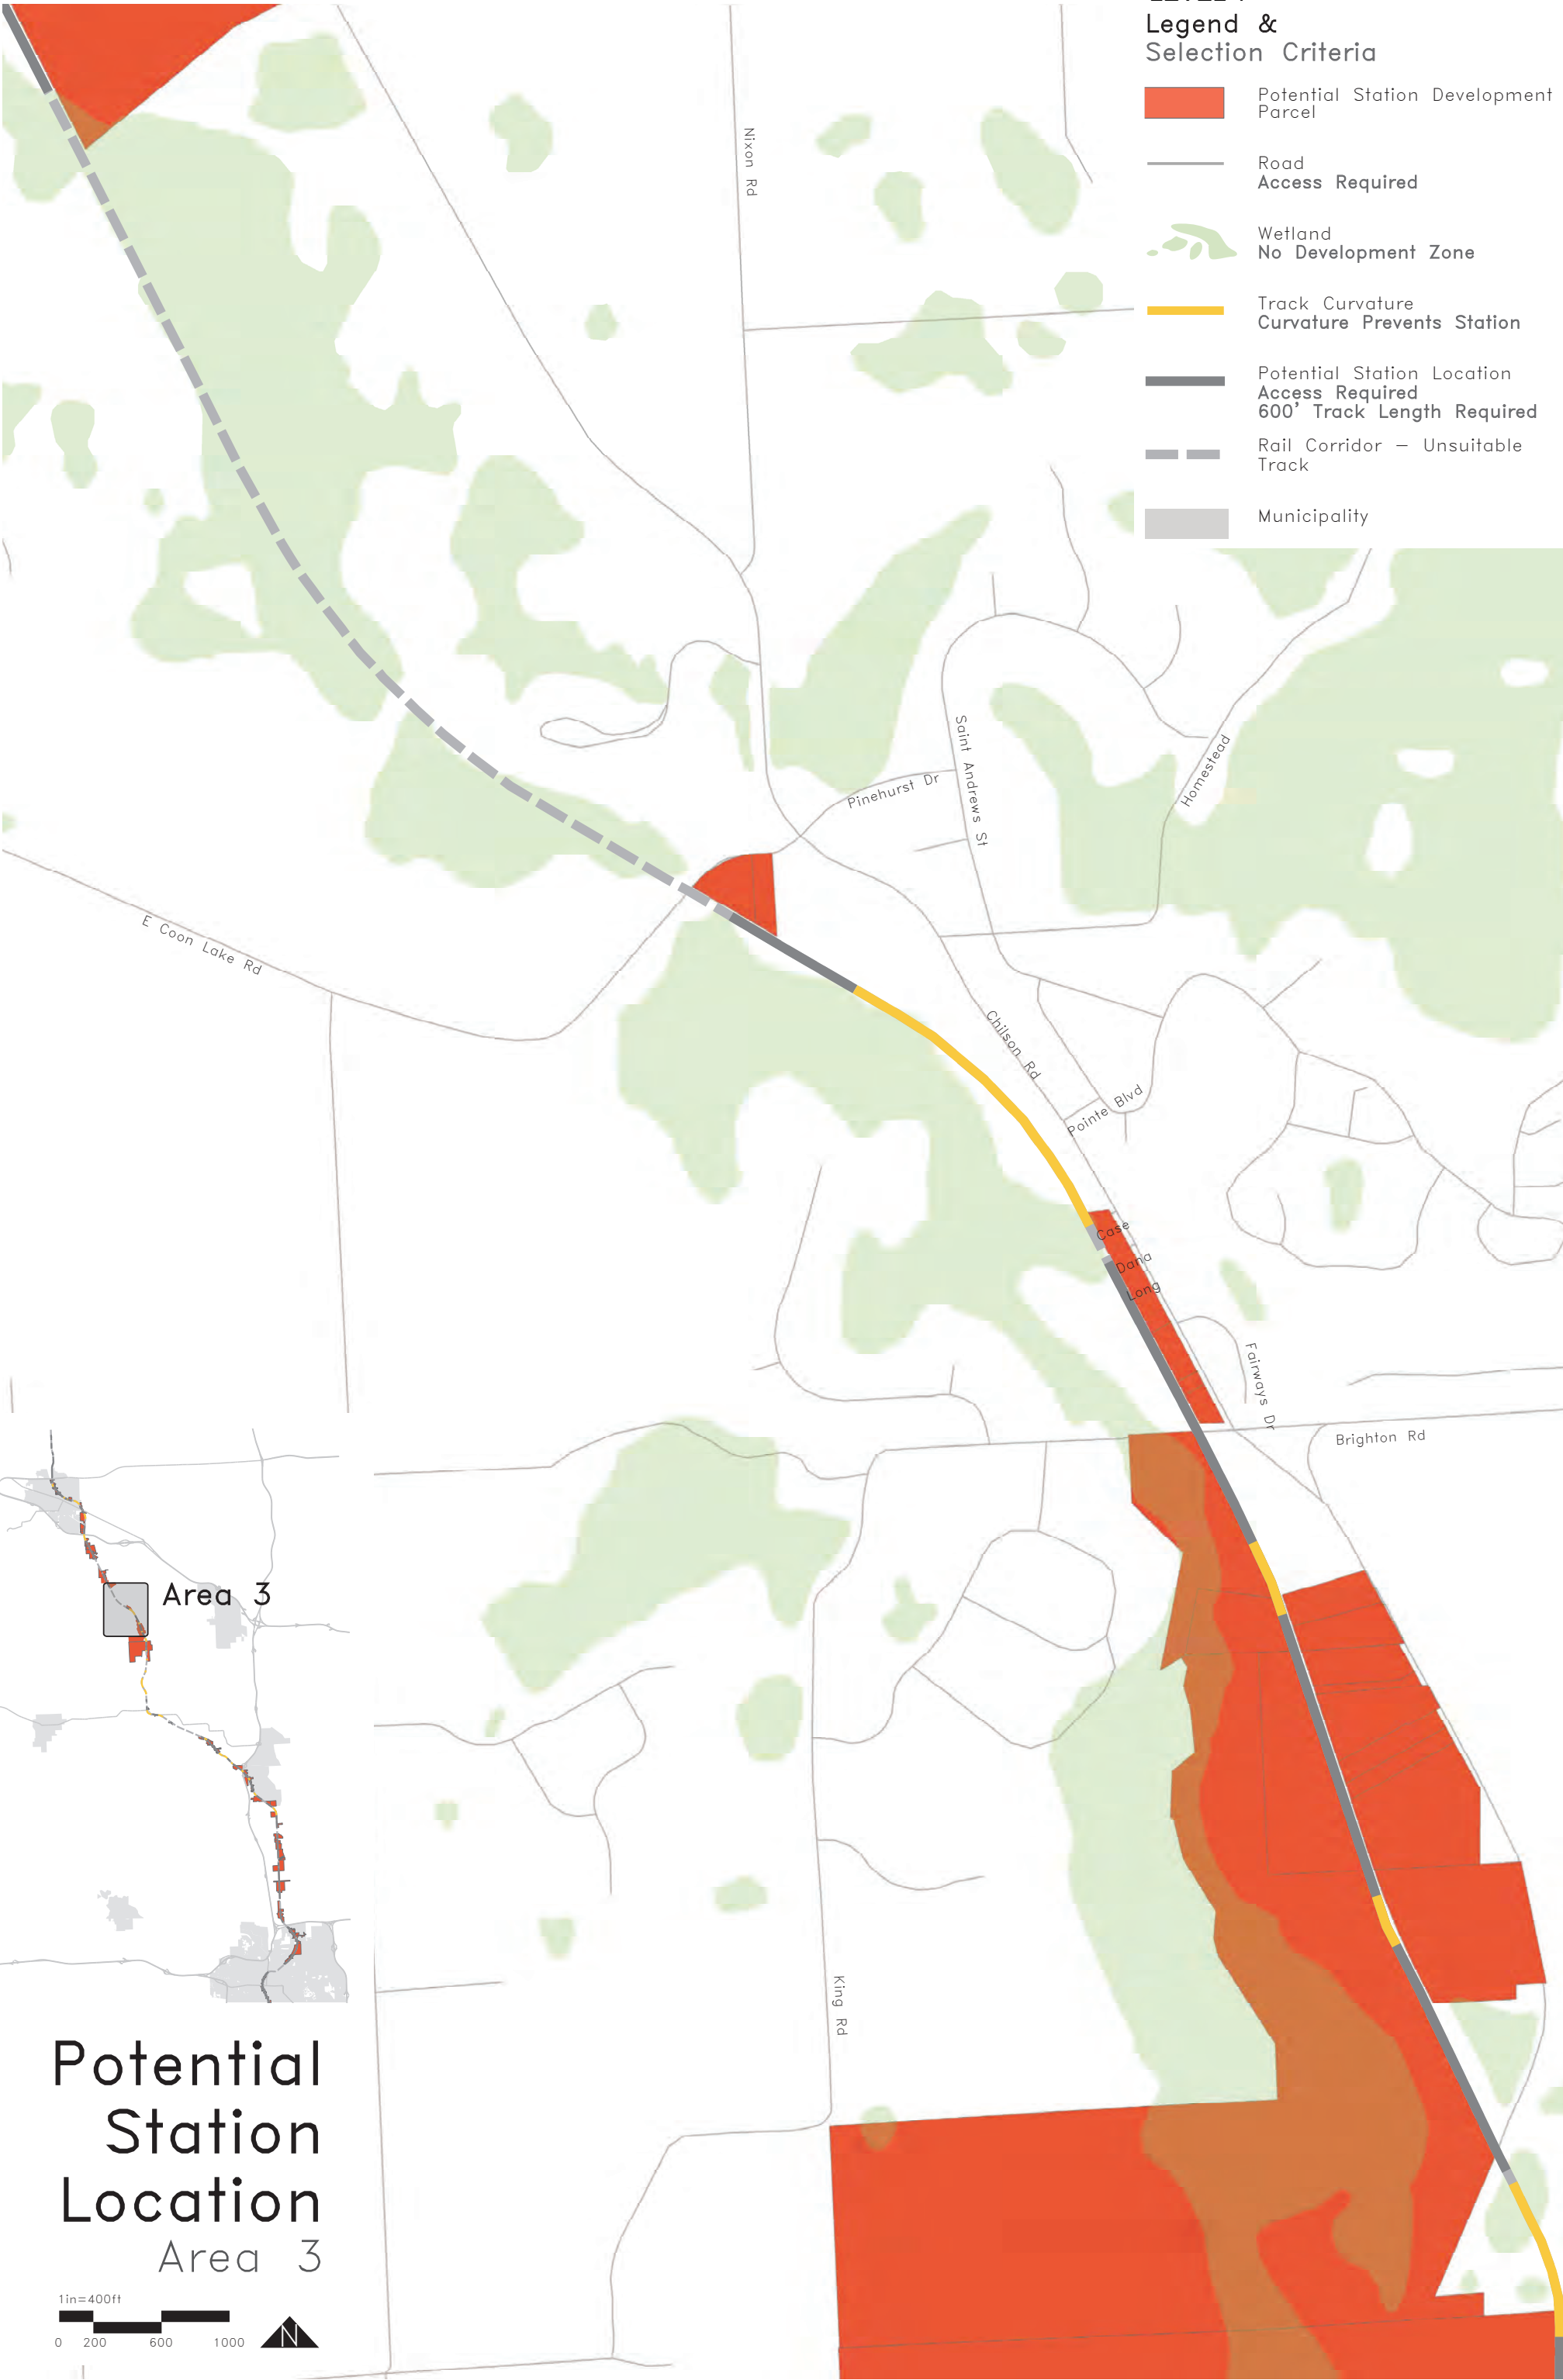 Legend &
Selection Criteria
Potential Station Development
Parcel
Road
Access Required
Wetland
No Development Zone
Track Curvature
Curvature Prevents Station
Potential Station Location
Access Required
600' Track Length Required
Rail Corridor – Unsuitable
Track
Municipality
Nixon Rd
Saint Andrews St
Homestead
Pinehurst Dr
E Coon Lake Rd
Chilson Rd
Pointe Blvd
Case
Dana
Long
Fairways Dr
Brighton Rd
King Rd
Area 3
Potential
Station
Location
Area 3
1in=400ft
0 200 600 1000
N